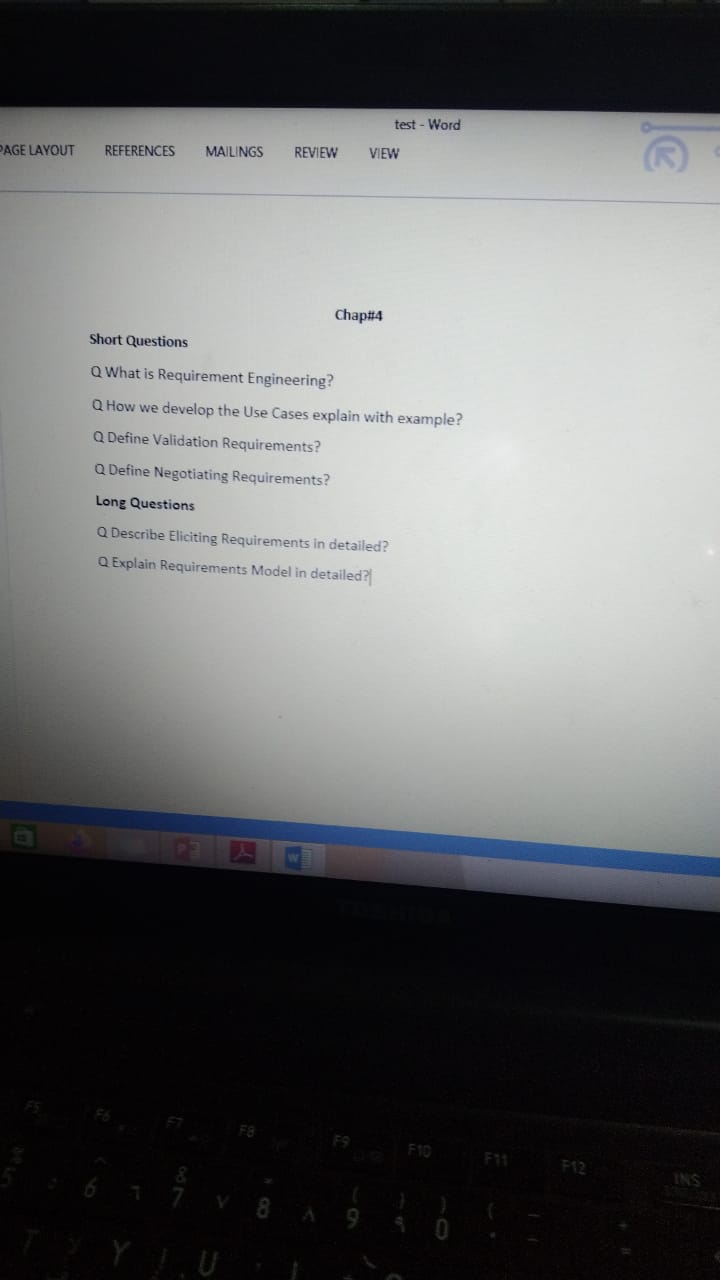 test - Word
PAGE LAYOUT REFERENCES MAILINGS REVIEW VIEW
Chap#4
Short Questions
Q What is Requirement Engineering?
Q How we develop the Use Cases explain with example?
Q Define Validation Requirements?
Q Define Negotiating Requirements?
Long Questions
Q Describe Eliciting Requirements in detailed?
Q Explain Requirements Model in detailed?
TOSHIBA
F5 F6 F7 F8 F9 F10 F11 F12 INS
& * ( )
5 6 7 8 9 0
T Y U